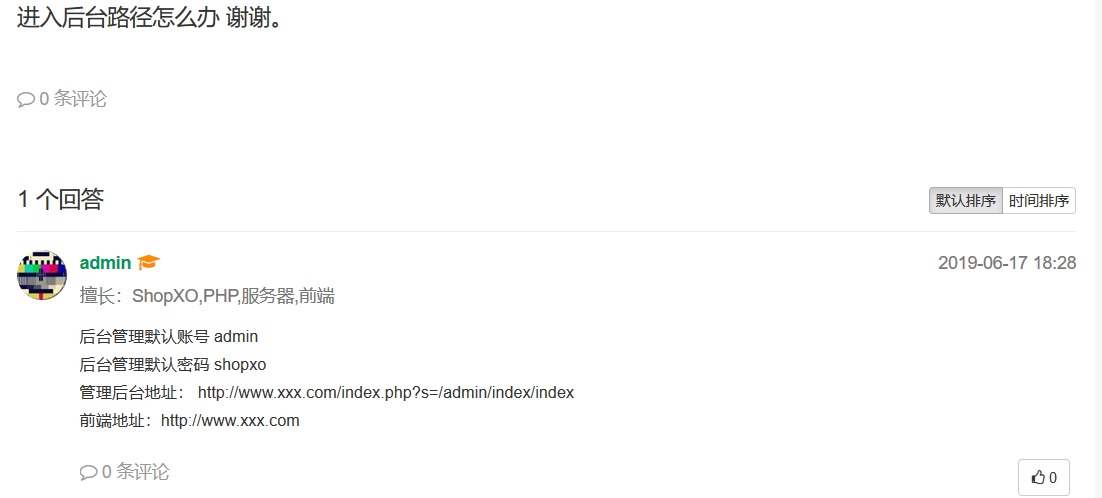 进入后台路径怎么办 谢谢。
0 条评论
1 个回答
默认排序 时间排序
admin 2019-06-17 18:28
擅长：ShopXO,PHP,服务器,前端
后台管理默认账号 admin
后台管理默认密码 shopxo
管理后台地址： http://www.xxx.com/index.php?s=/admin/index/index
前端地址：http://www.xxx.com
0 条评论 0